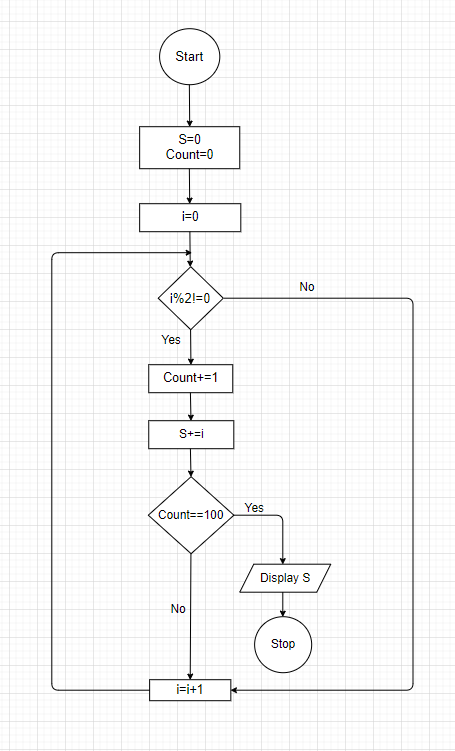 Start
S=0
Count=0
i=0
i%2!=0
No
Yes
Count+=1
S+=i
Count==100
Yes
Display S
No
Stop
i=i+1